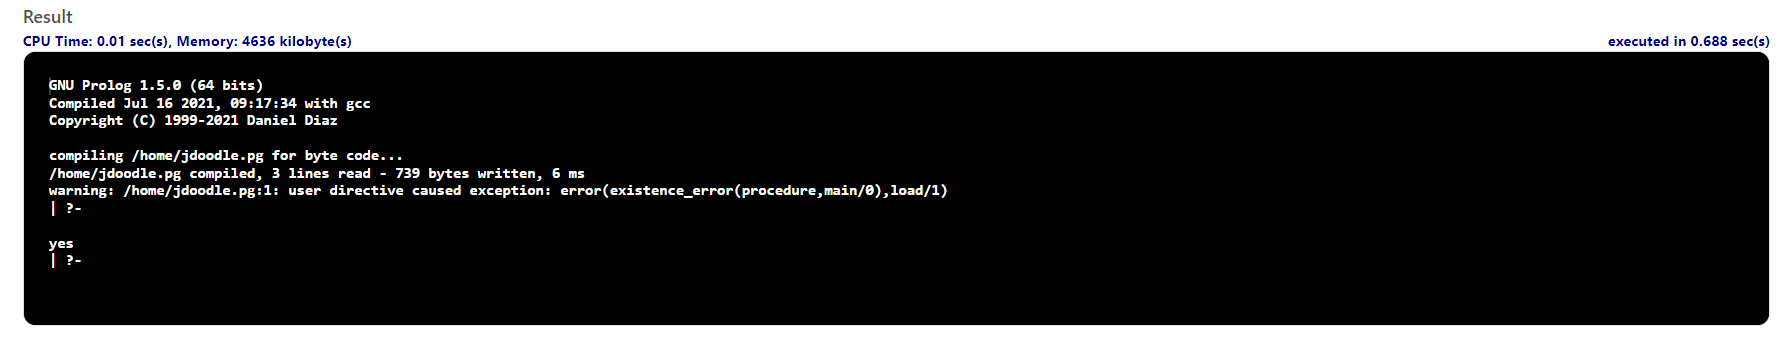 Result
CPU Time: 0.01 sec(s), Memory: 4636 kilobyte(s)
executed in 0.688 sec(s)
GNU Prolog 1.5.0 (64 bits)
Compiled Jul 16 2021, 09:17:34 with gcc
Copyright (C) 1999-2021 Daniel Diaz
compiling /home/jdoodle.pg for byte code...
/home/jdoodle.pg compiled, 3 lines read - 739 bytes written, 6 ms
warning: /home/jdoodle.pg:1: user directive caused exception: error(existence_error(procedure,main/0),load/1)
| ?-
yes
| ?-